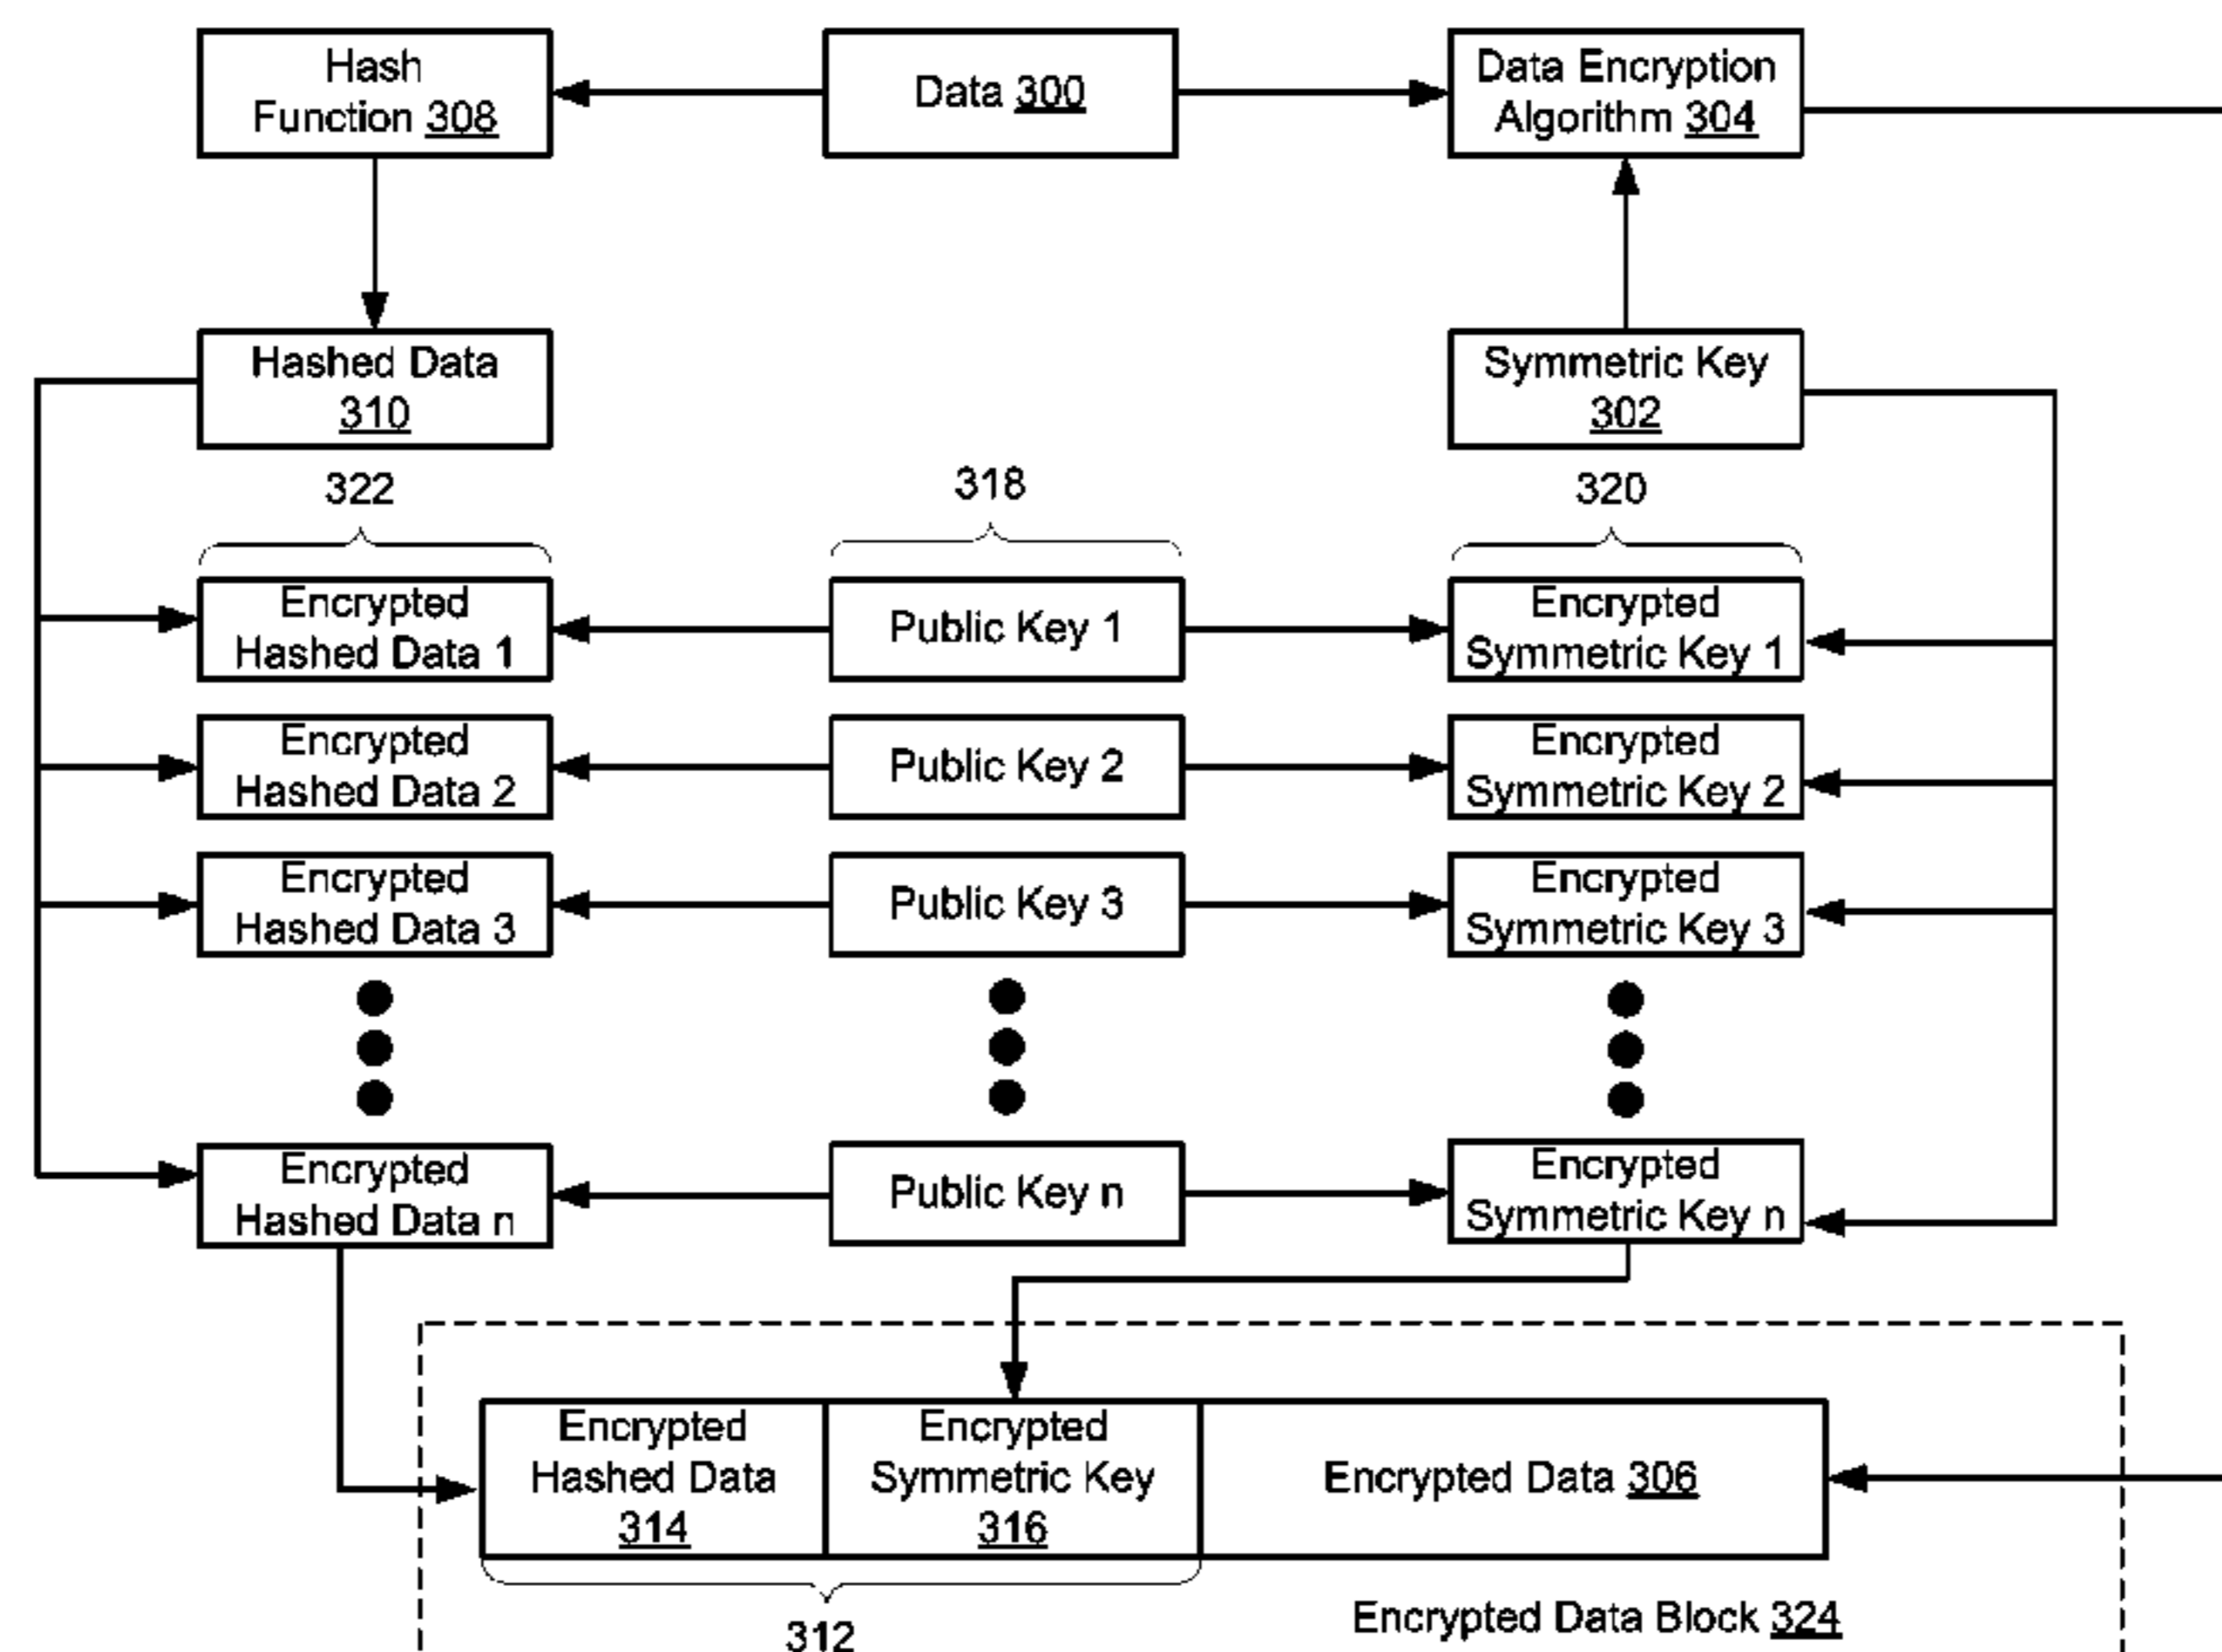 Hash
Function 308
Data 300
Data Encryption
Algorithm 304
Hashed Data
310
Symmetric Key
302
322
318
320
Encrypted
Hashed Data 1
Public Key 1
Encrypted
Symmetric Key 1
Encrypted
Hashed Data 2
Public Key 2
Encrypted
Symmetric Key 2
Encrypted
Hashed Data 3
Public Key 3
Encrypted
Symmetric Key 3
Encrypted
Hashed Data n
Public Key n
Encrypted
Symmetric Key n
Encrypted
Hashed Data
314
Encrypted
Symmetric Key
316
Encrypted Data 306
312
Encrypted Data Block 324